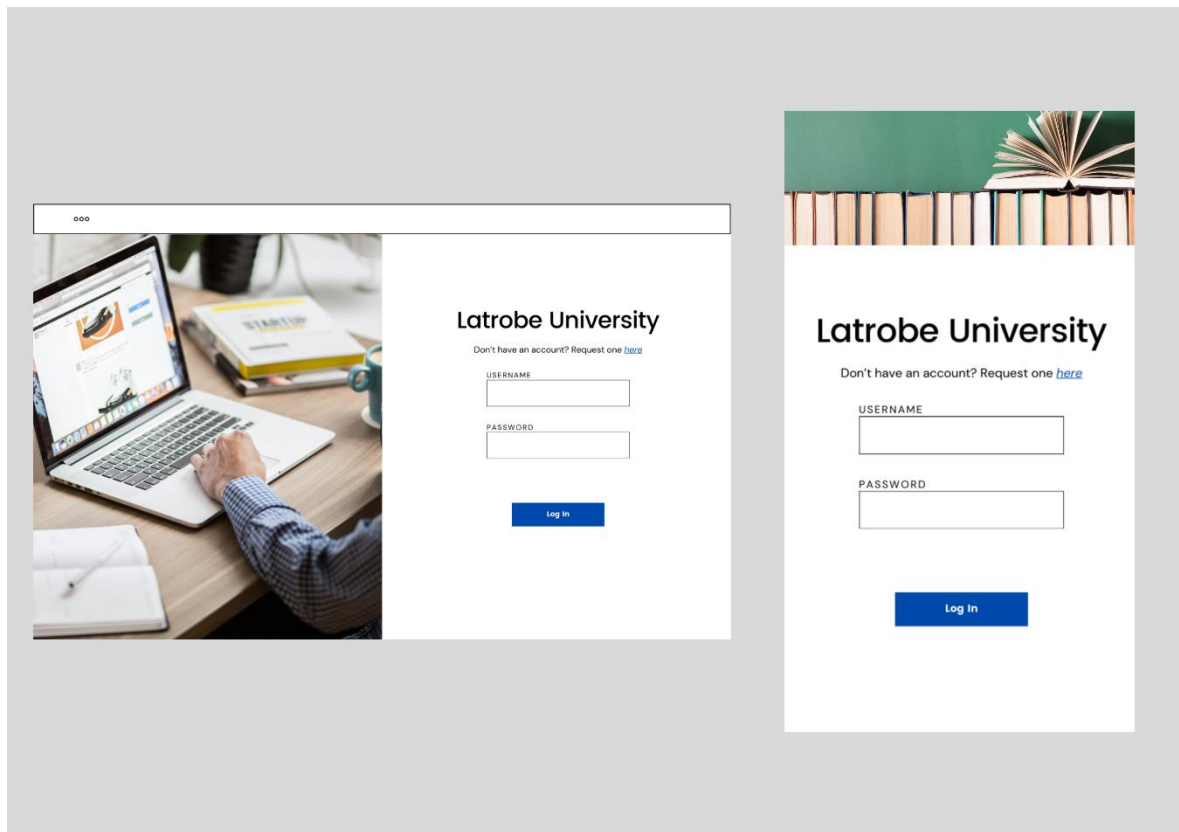 STARTUP
Latrobe University
Don't have an account? Request one here
USERNAME
PASSWORD
Log In
Latrobe University
Don't have an account? Request one here
USERNAME
PASSWORD
Log In